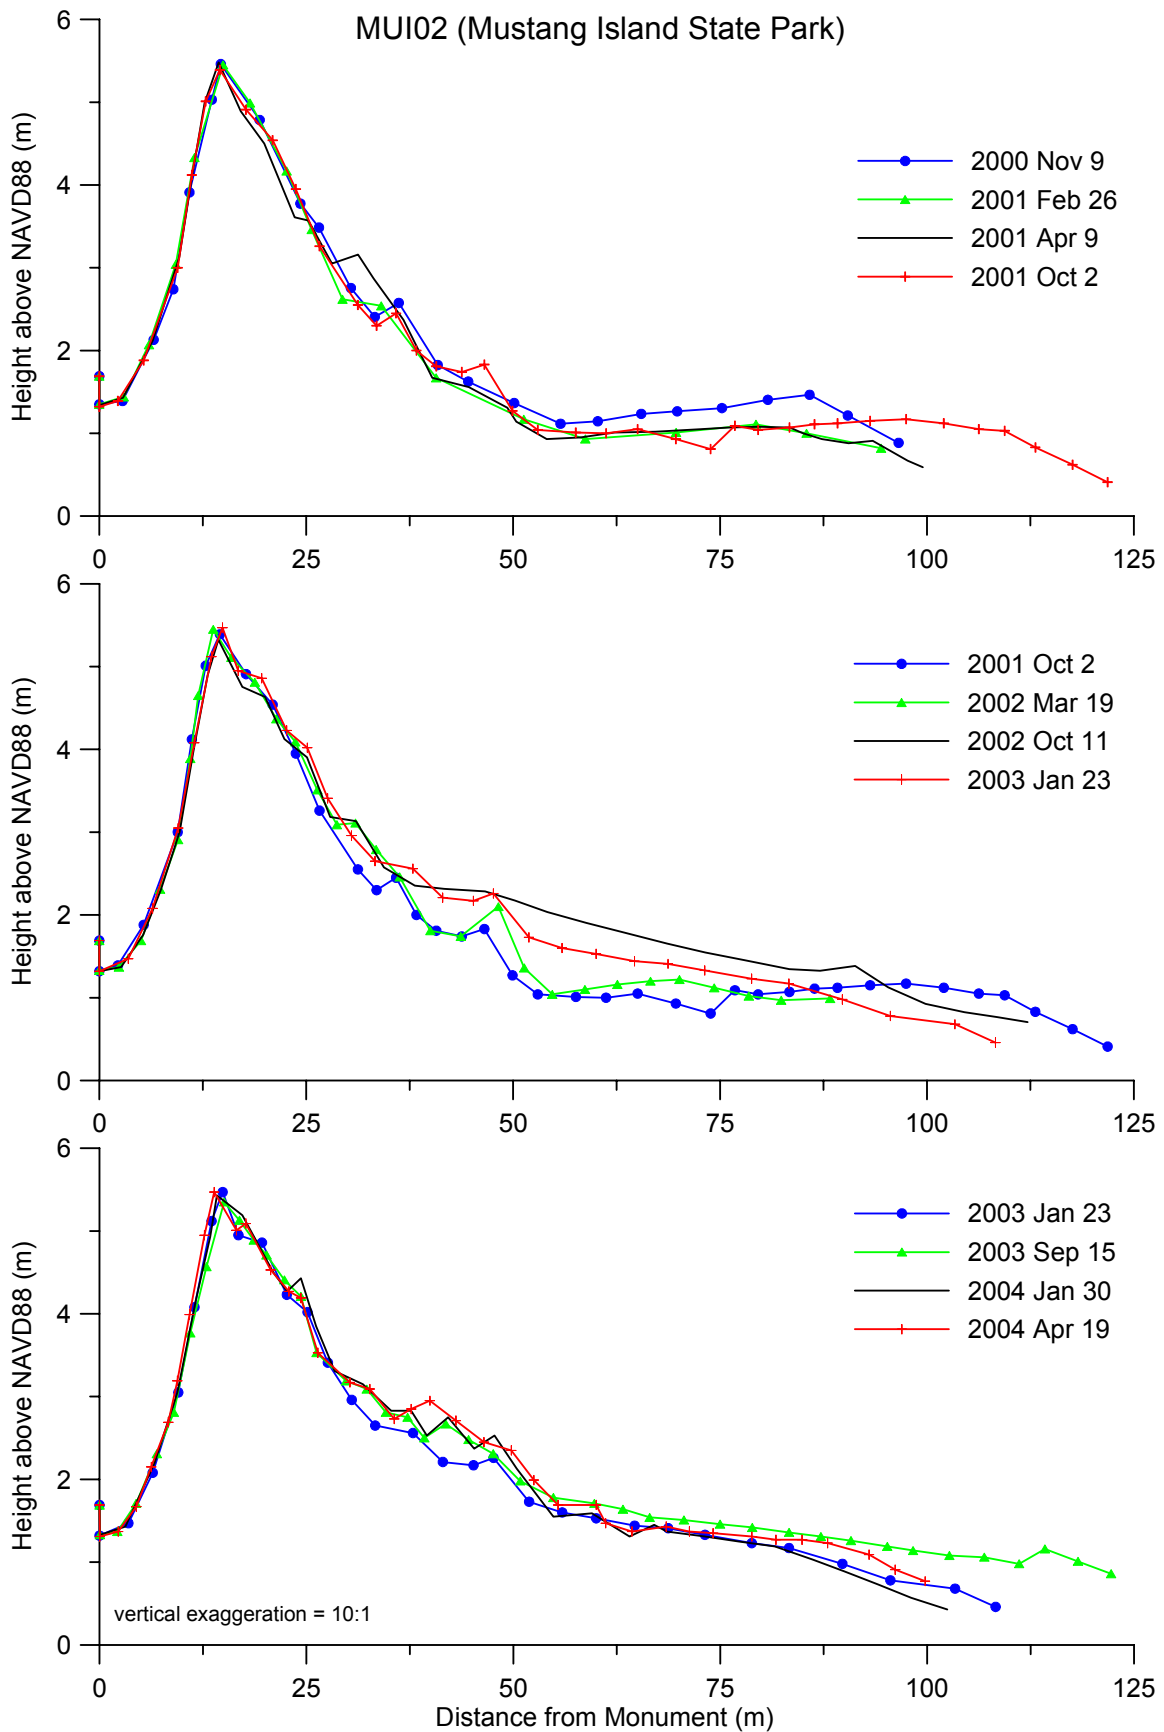 MUI02 (Mustang Island State Park)
Height above NAVD88 (m)
6
4
2
0
2000 Nov 9
2001 Feb 26
2001 Apr 9
2001 Oct 2
0 25 50 75 100 125
Height above NAVD88 (m)
6
4
2
0
2001 Oct 2
2002 Mar 19
2002 Oct 11
2003 Jan 23
0 25 50 75 100 125
Height above NAVD88 (m)
6
4
2
0
2003 Jan 23
2003 Sep 15
2004 Jan 30
2004 Apr 19
vertical exaggeration = 10:1
0 25 50 75 100 125
Distance from Monument (m)